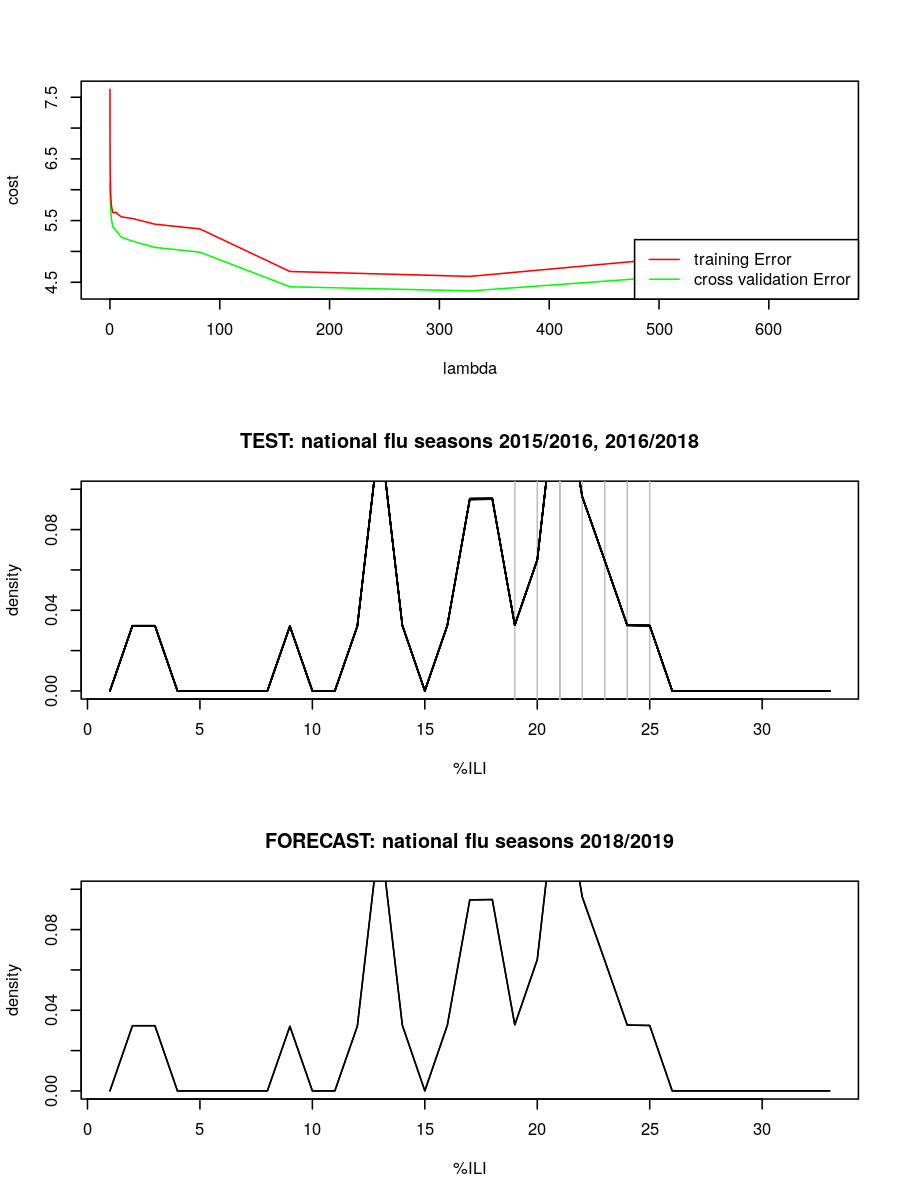 7.5
6.5
5.5
4.5
cost
training Error
cross validation Error
0 100 200 300 400 500 600
lambda
TEST: national flu seasons 2015/2016, 2016/2018
0.08
0.04
0.00
density
0 5 10 15 20 25 30
%ILI
FORECAST: national flu seasons 2018/2019
0.08
0.04
0.00
density
0 5 10 15 20 25 30
%ILI